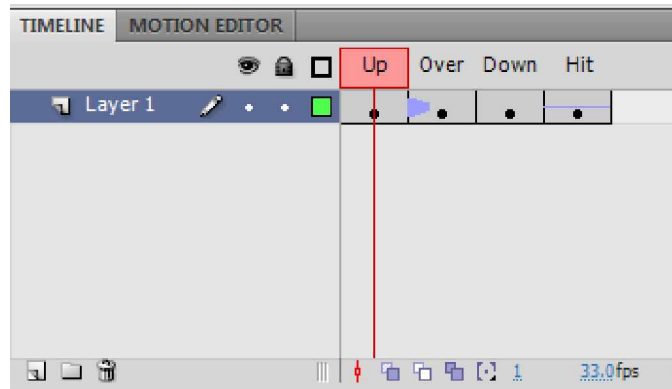 TIMELINE MOTION EDITOR
Up Over Down Hit
Layer 1
1 33.0fps